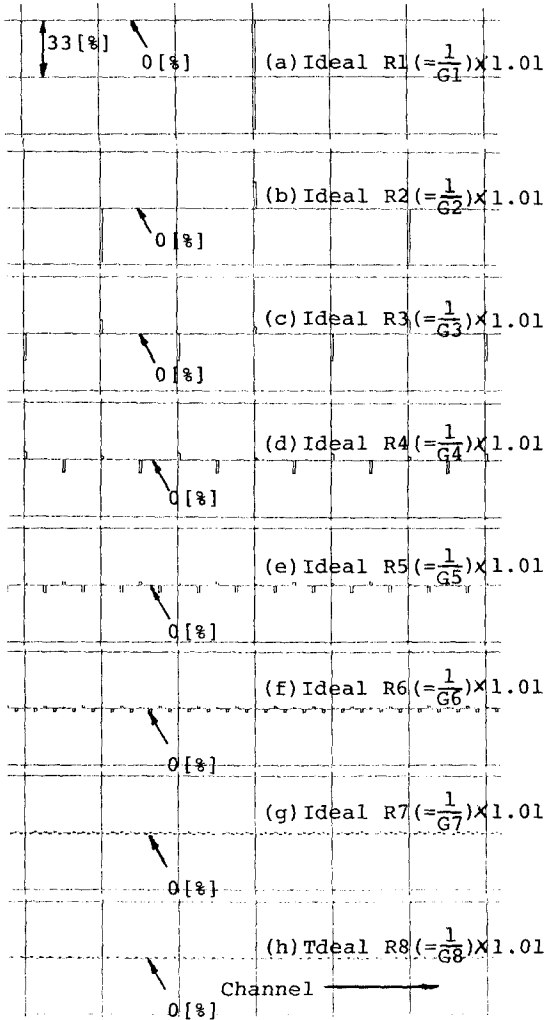 33[%]
0[%]
(a)Ideal R1(=1/G1)×1.01
(b)Ideal R2(=1/G2)×1.01
0[%]
(c)Ideal R3(=1/G3)×1.01
0[%]
(d)Ideal R4(=1/G4)×1.01
0[%]
(e)Ideal R5(=1/G5)×1.01
0[%]
(f)Ideal R6(=1/G6)×1.01
0[%]
(g)Ideal R7(=1/G7)×1.01
0[%]
(h)Tdeal R8(=1/G8)×1.01
Channel
0[%]